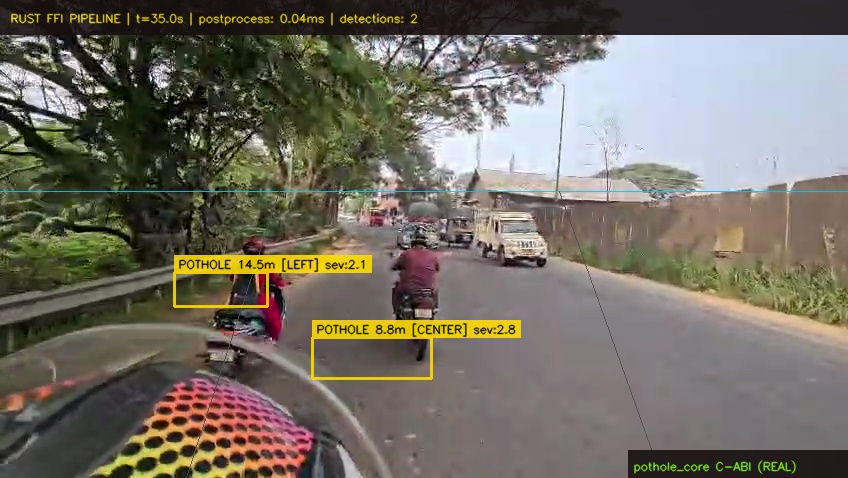 RUST FFI PIPELINE | t=35.0s | postprocess: 0.04ms | detections: 2
POTHOLE 14.5m [LEFT] sev:2.1
POTHOLE 8.8m [CENTER] sev:2.8
pothole_core C-ABI (REAL)